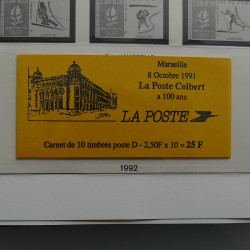 Marseille
8 Octobre 1991
La Poste Colbert
a 100 ans
LA POSTE
Carnet de 10 timbres poste D - 2,50F x 10 = 25 F
1992